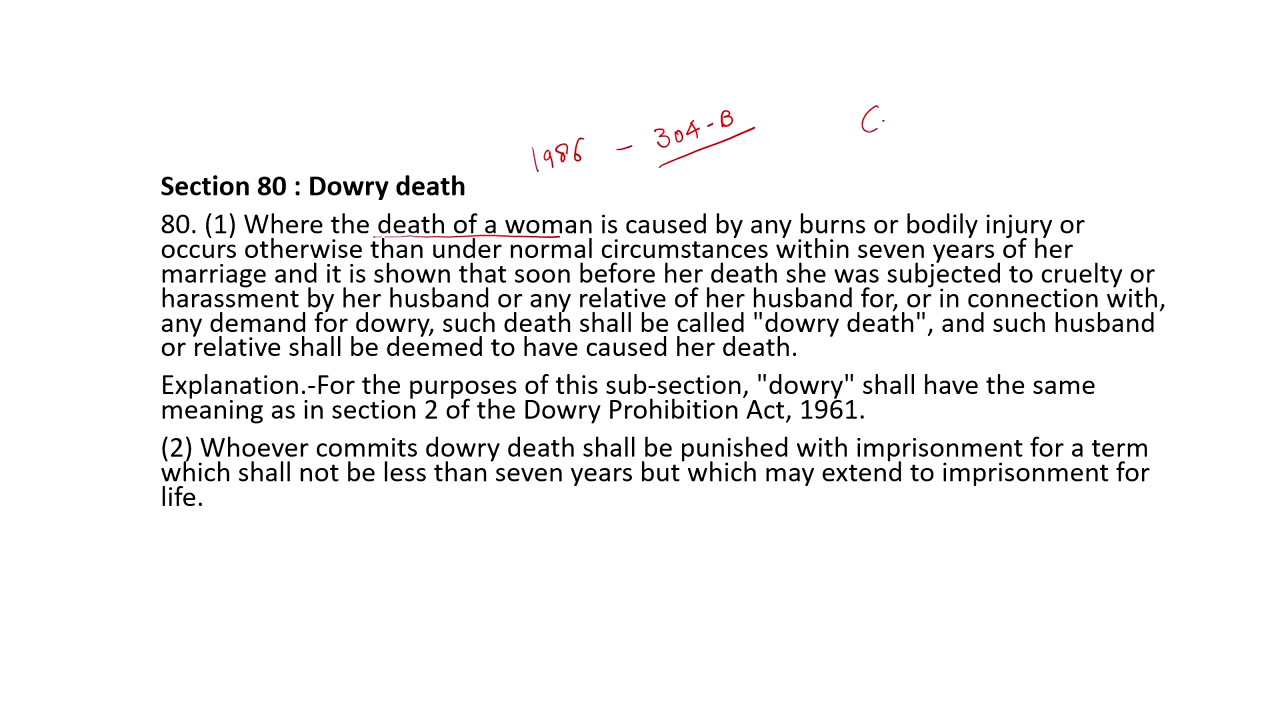 1986 - 304-B C.
Section 80 : Dowry death
80. (1) Where the death of a woman is caused by any burns or bodily injury or
occurs otherwise than under normal circumstances within seven years of her
marriage and it is shown that soon before her death she was subjected to cruelty or
harassment by her husband or any relative of her husband for, or in connection with,
any demand for dowry, such death shall be called "dowry death", and such husband
or relative shall be deemed to have caused her death.
Explanation.-For the purposes of this sub-section, "dowry" shall have the same
meaning as in section 2 of the Dowry Prohibition Act, 1961.
(2) Whoever commits dowry death shall be punished with imprisonment for a term
which shall not be less than seven years but which may extend to imprisonment for
life.